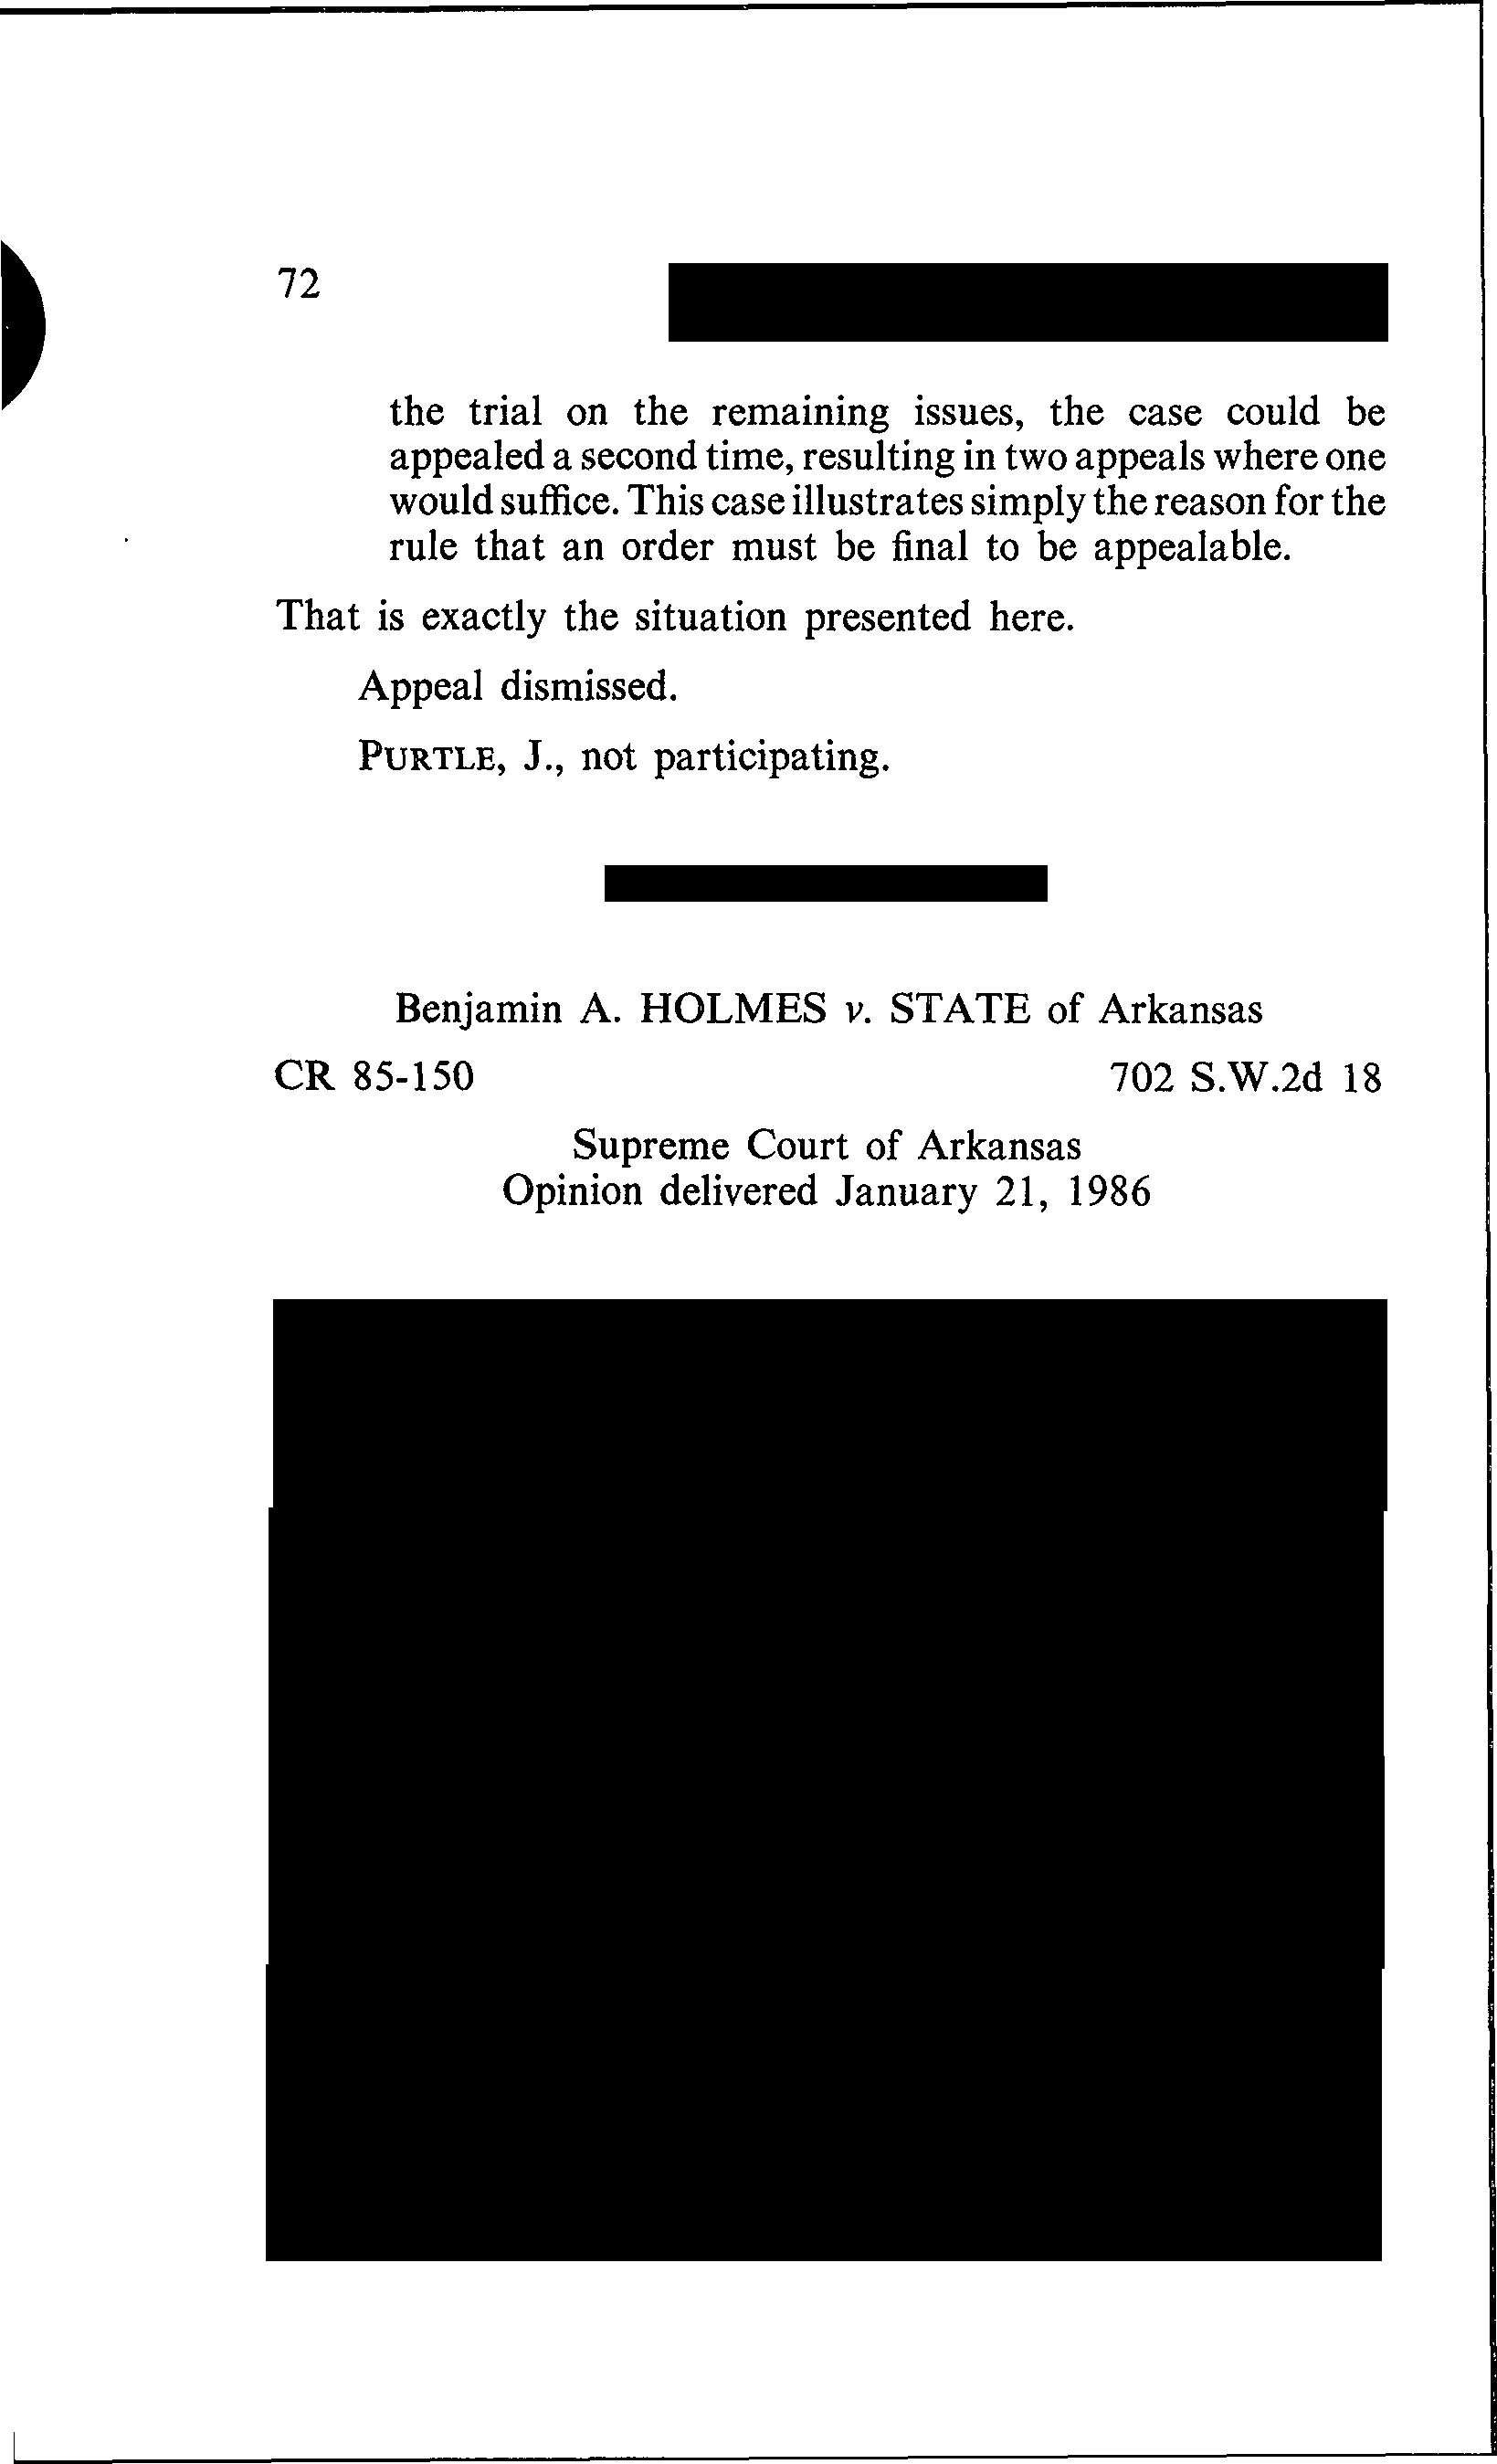 72
the trial on the remaining issues, the case could be
appealed a second time, resulting in two appeals where one
would suffice. This case illustrates simply the reason for the
rule that an order must be final to be appealable.
That is exactly the situation presented here.
Appeal dismissed.
PURTLE, J., not participating.
Benjamin A. HOLMES v. STATE of Arkansas
CR 85-150 702 S.W.2d 18
Supreme Court of Arkansas
Opinion delivered January 21, 1986